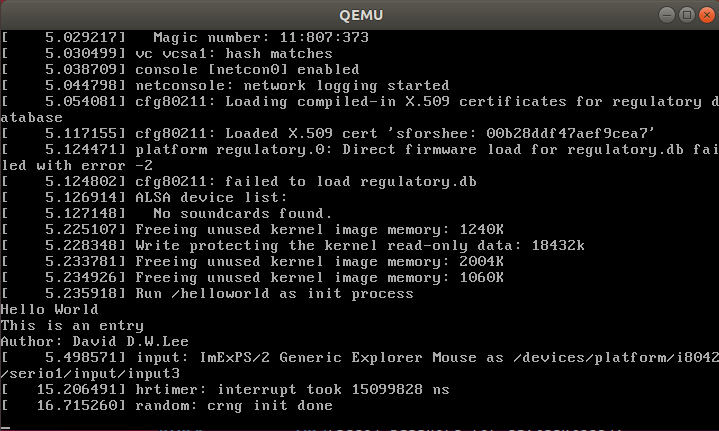 QEMU
[    5.029217]   Magic number: 11:807:373
[    5.030499] vc vcsa1: hash matches
[    5.038709] console [netcon0] enabled
[    5.044798] netconsole: network logging started
[    5.054081] cfg80211: Loading compiled-in X.509 certificates for regulatory d
atabase
[    5.117155] cfg80211: Loaded X.509 cert 'sforshee: 00b28ddf47aef9cea7'
[    5.124471] platform regulatory.0: Direct firmware load for regulatory.db fai
led with error -2
[    5.124802] cfg80211: failed to load regulatory.db
[    5.126914] ALSA device list:
[    5.127148]   No soundcards found.
[    5.225107] Freeing unused kernel image memory: 1240K
[    5.228348] Write protecting the kernel read-only data: 18432k
[    5.233781] Freeing unused kernel image memory: 2004K
[    5.234926] Freeing unused kernel image memory: 1060K
[    5.235918] Run /helloworld as init process
Hello World
This is an entry
Author: David D.W.Lee
[    5.498571] input: ImExPS/2 Generic Explorer Mouse as /devices/platform/i8042
/serio1/input/input3
[   15.206491] hrtimer: interrupt took 15099828 ns
[   16.715260] random: crng init done